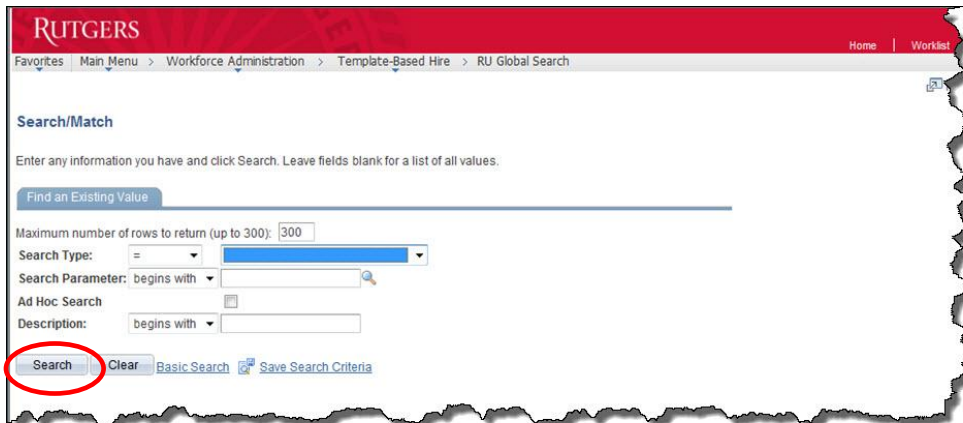 RUTGERS
Home | Worklist
Favorites | Main Menu > Workforce Administration > Template-Based Hire > RU Global Search
Search/Match
Enter any information you have and click Search. Leave fields blank for a list of all values.
Find an Existing Value
Maximum number of rows to return (up to 300): 300
Search Type: =
Search Parameter: begins with
Ad Hoc Search
Description: begins with
Search Clear Basic Search Save Search Criteria